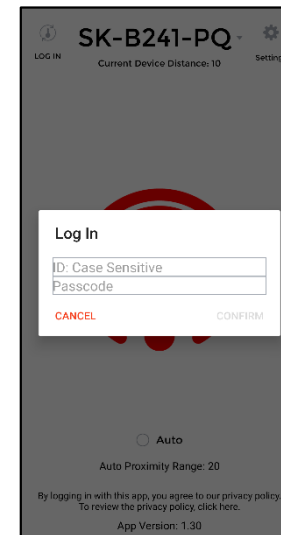 SK-B241-PQ
LOG IN
Current Device Distance: 10
Setting
Log In
ID: Case Sensitive
Passcode
CANCEL
CONFIRM
Auto
Auto Proximity Range: 20
By logging in with this app, you agree to our privacy policy.
To review the privacy policy, click here.
App Version: 1.30